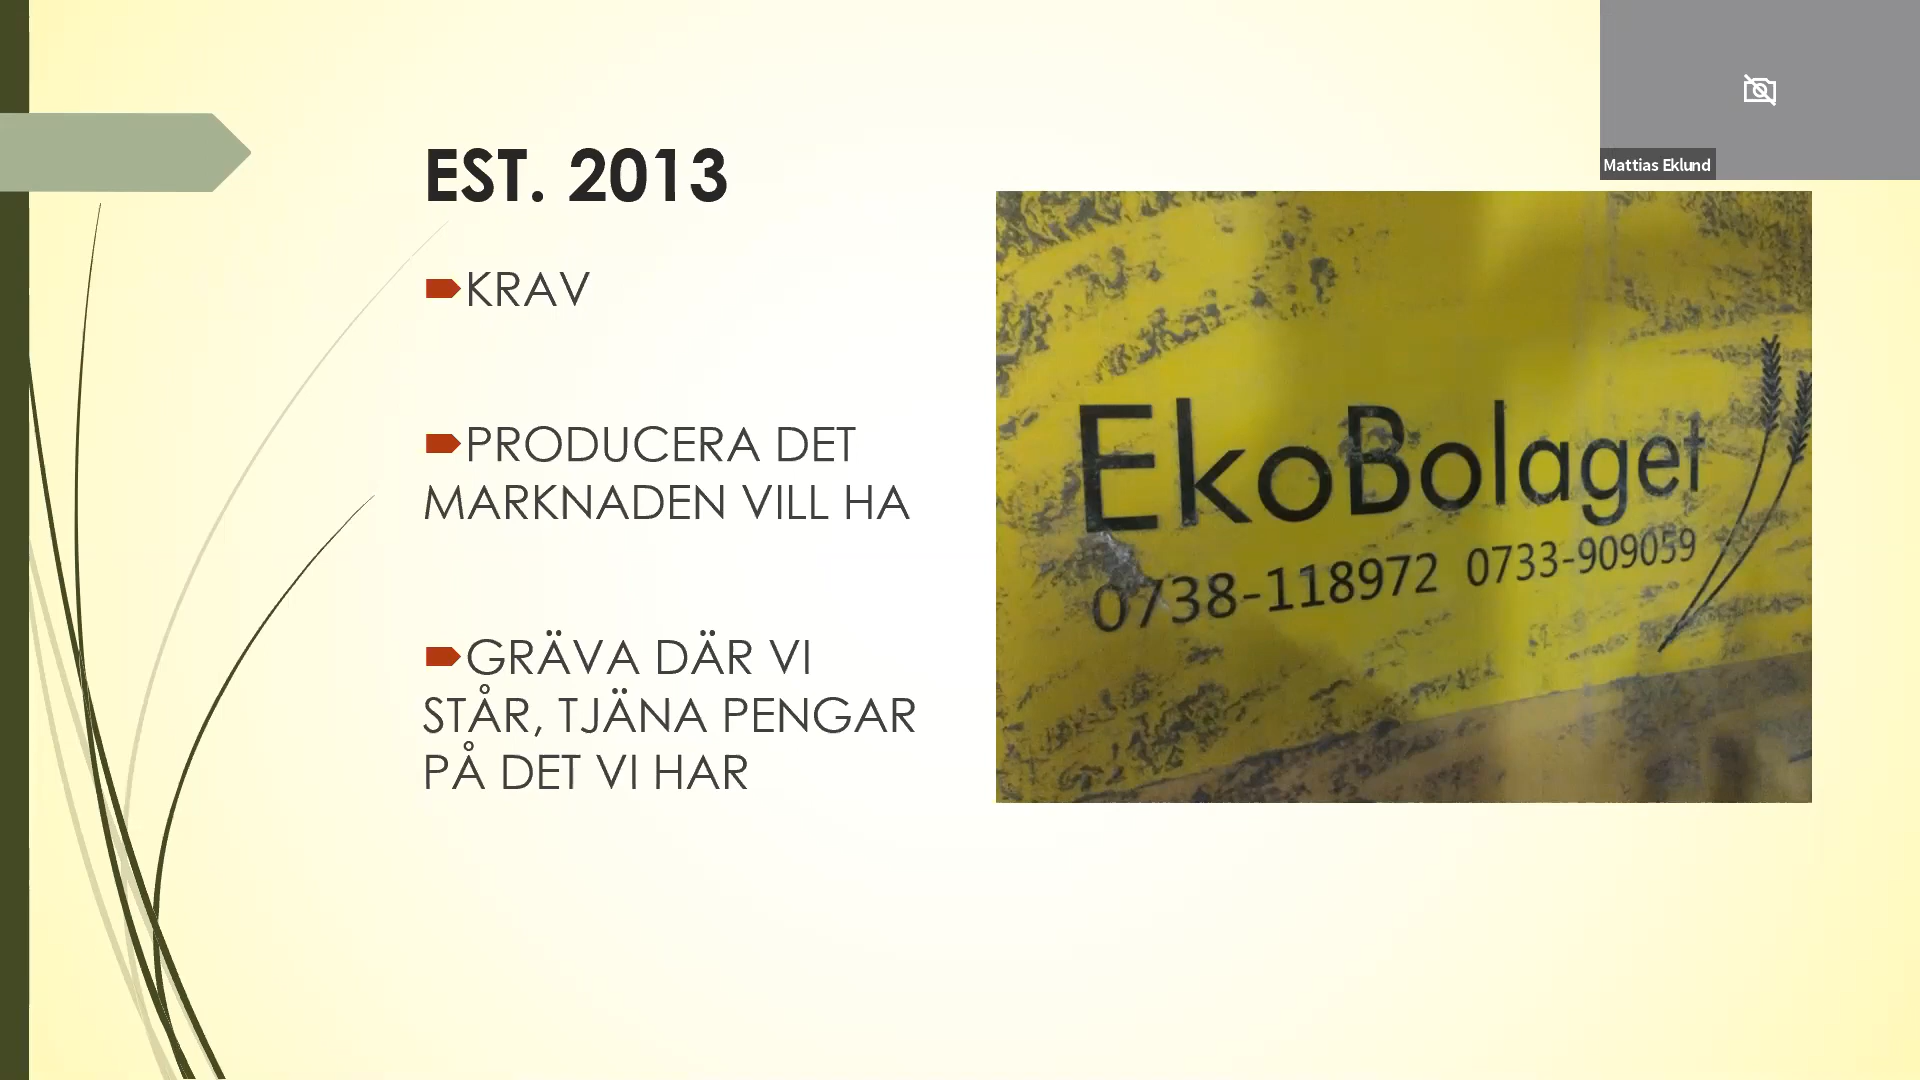 EST. 2013
KRAV
PRODUCERA DET
MARKNADEN VILL HA
GRÄVA DÄR VI
STÅR, TJÄNA PENGAR
PÅ DET VI HAR
Mattias Eklund
EkoBolaget
0738-118972 0733-909059